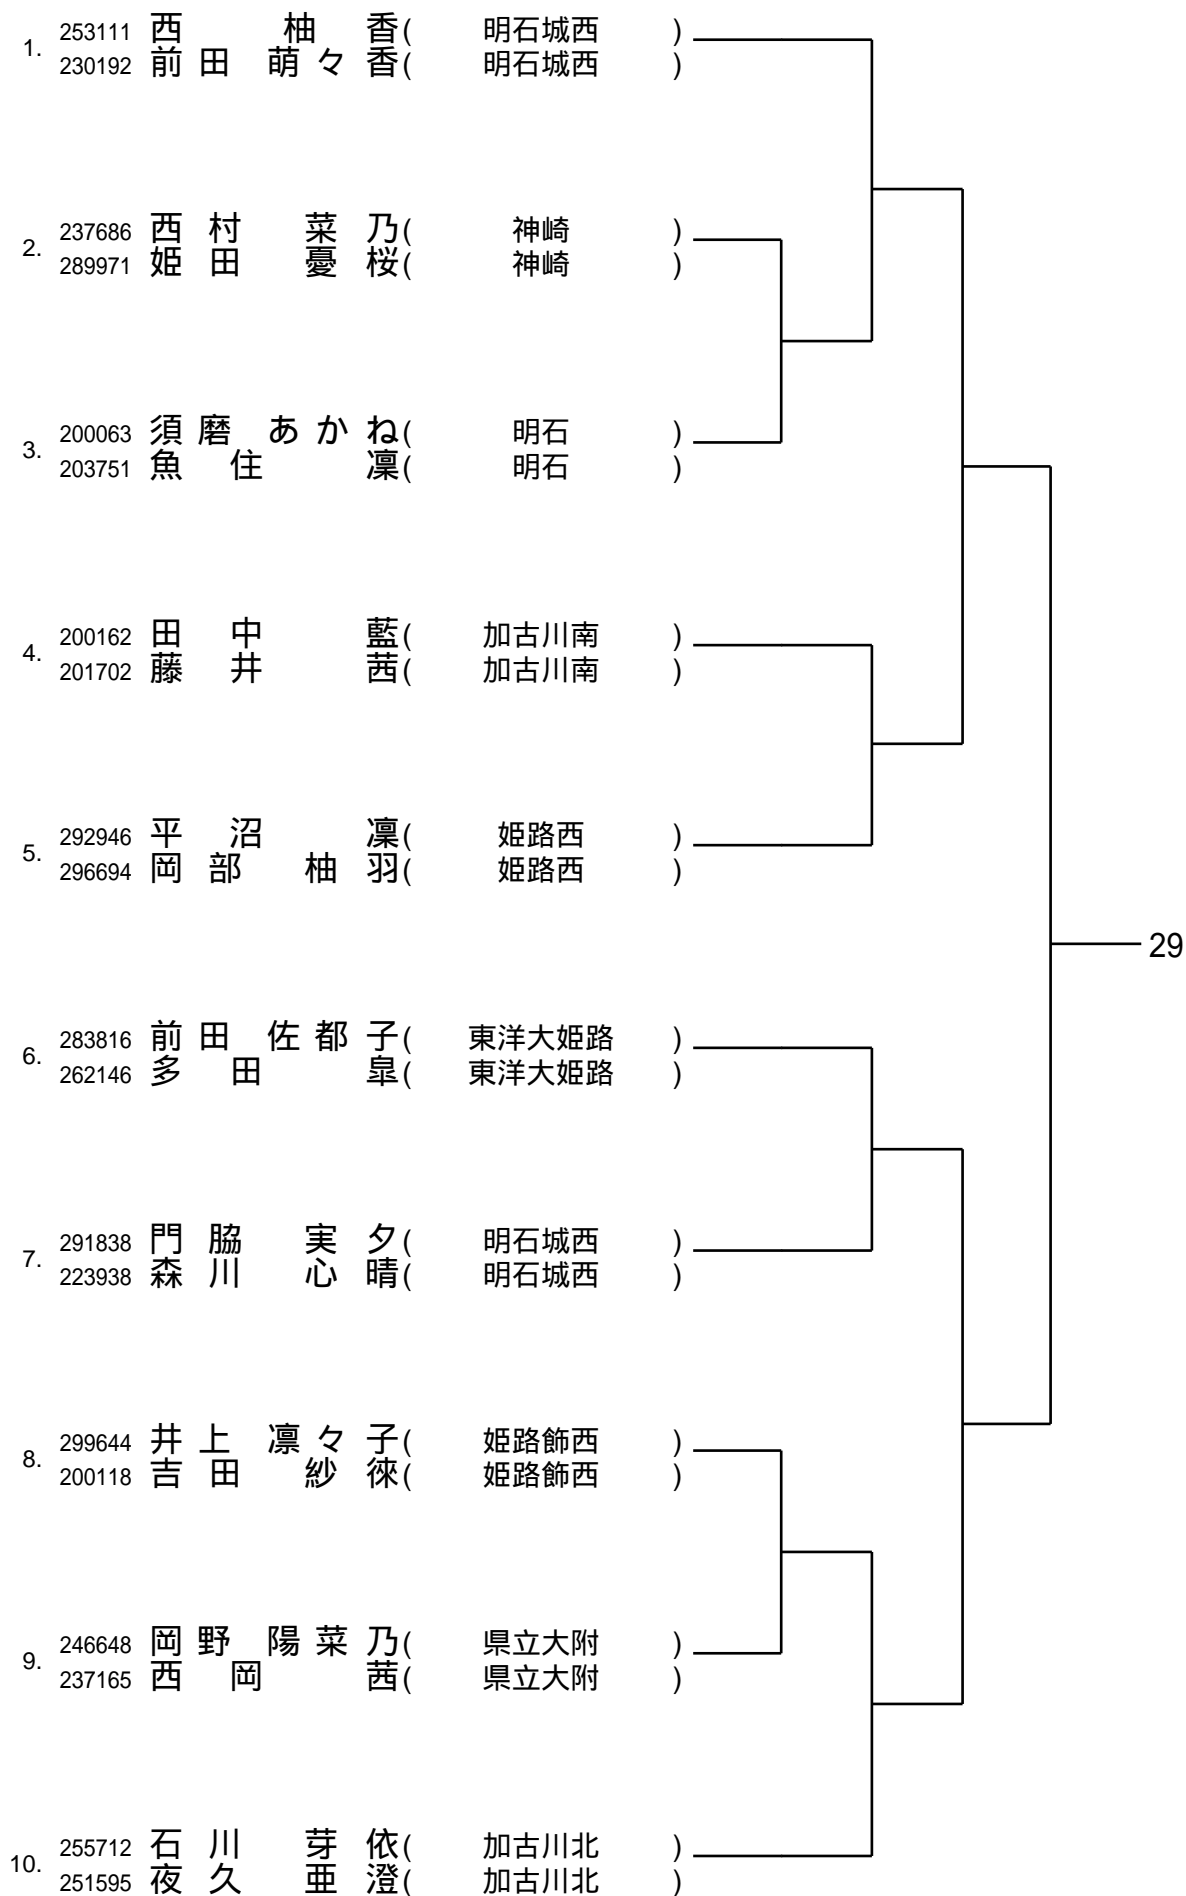 1. 253111 西 柚 香( 明石城西 )
230192 前田 萌々香( 明石城西 )
2. 237686 西村 菜乃( 神崎 )
289971 姫田 憂桜( 神崎 )
3. 200063 須磨 あかね( 明石 )
203751 魚住 凜( 明石 )
4. 200162 田中 藍( 加古川南 )
201702 藤井 茜( 加古川南 )
5. 292946 平沼 凜( 姫路西 )
296694 岡部 柚羽( 姫路西 )
29
6. 283816 前田 佐都子( 東洋大姫路 )
262146 多田 皐( 東洋大姫路 )
7. 291838 門脇 実夕( 明石城西 )
223938 森川 心晴( 明石城西 )
8. 299644 井上 凛々子( 姫路飾西 )
200118 吉田 紗徠( 姫路飾西 )
9. 246648 岡野 陽菜乃( 県立大附 )
237165 西岡 茜( 県立大附 )
10. 255712 石川 芽依( 加古川北 )
251595 夜久 亜澄( 加古川北 )